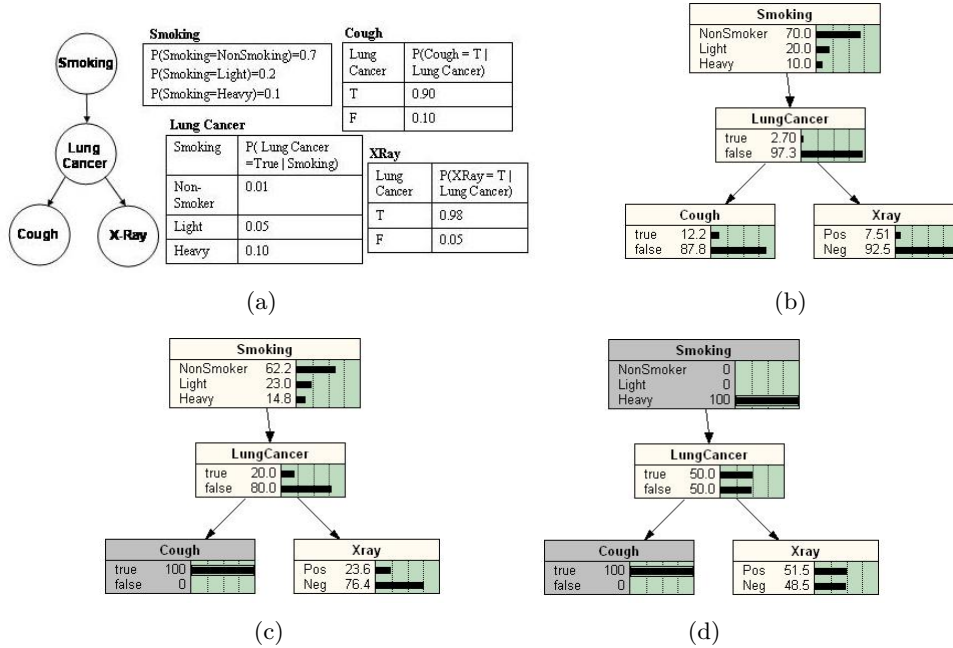 Smoking
Lung
Cancer
Cough
X-Ray
Smoking
P(Smoking=NonSmoking)=0.7
P(Smoking=Light)=0.2
P(Smoking=Heavy)=0.1
Cough
Lung Cancer P(Cough = T | Lung Cancer)
T 0.90
F 0.10
Lung Cancer
Smoking P( Lung Cancer =True | Smoking)
Non-Smoker 0.01
Light 0.05
Heavy 0.10
XRay
Lung Cancer P(XRay = T | Lung Cancer)
T 0.98
F 0.05
(a)
Smoking
NonSmoker 70.0
Light 20.0
Heavy 10.0
LungCancer
true 2.70
false 97.3
Cough
true 12.2
false 87.8
Xray
Pos 7.51
Neg 92.5
(b)
Smoking
NonSmoker 62.2
Light 23.0
Heavy 14.8
LungCancer
true 20.0
false 80.0
Cough
true 100
false 0
Xray
Pos 23.6
Neg 76.4
(c)
Smoking
NonSmoker 0
Light 0
Heavy 100
LungCancer
true 50.0
false 50.0
Cough
true 100
false 0
Xray
Pos 51.5
Neg 48.5
(d)